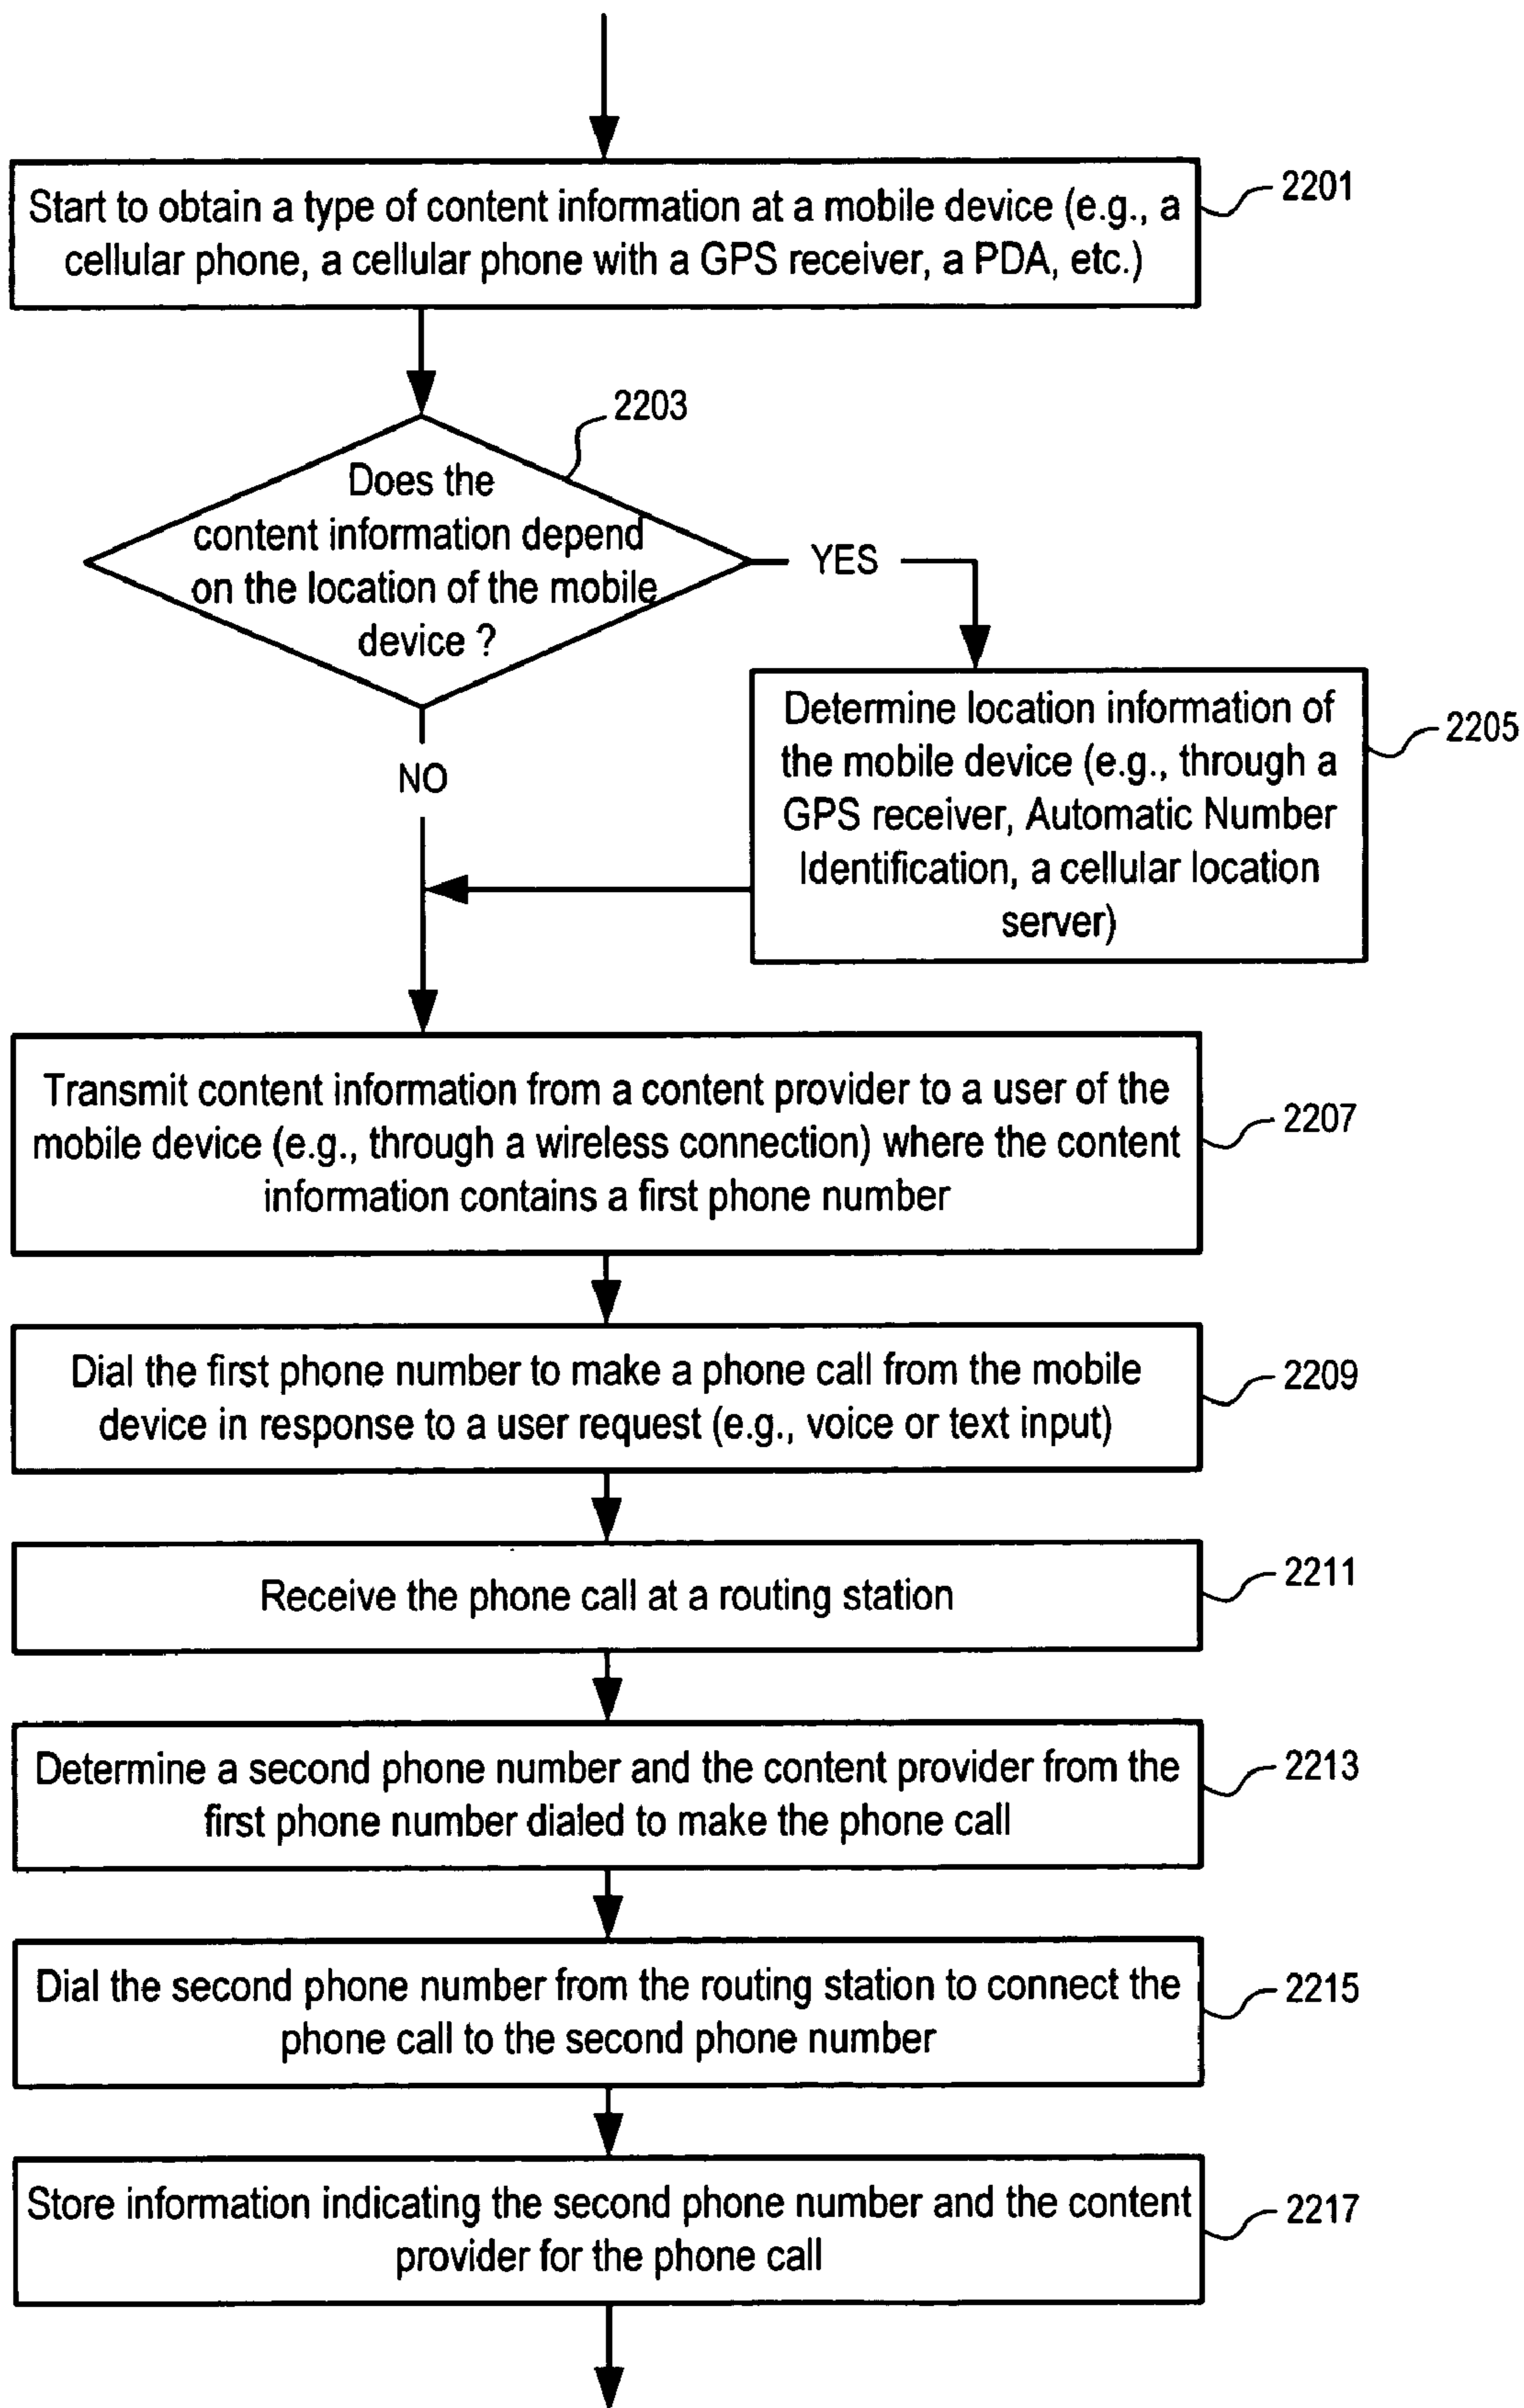 Start to obtain a type of content information at a mobile device (e.g., a
cellular phone, a cellular phone with a GPS receiver, a PDA, etc.)
2201
2203
Does the
content information depend
on the location of the mobile
device ?
YES
NO
Determine location information of
the mobile device (e.g., through a
GPS receiver, Automatic Number
Identification, a cellular location
server)
2205
Transmit content information from a content provider to a user of the
mobile device (e.g., through a wireless connection) where the content
information contains a first phone number
2207
Dial the first phone number to make a phone call from the mobile
device in response to a user request (e.g., voice or text input)
2209
Receive the phone call at a routing station
2211
Determine a second phone number and the content provider from the
first phone number dialed to make the phone call
2213
Dial the second phone number from the routing station to connect the
phone call to the second phone number
2215
Store information indicating the second phone number and the content
provider for the phone call
2217